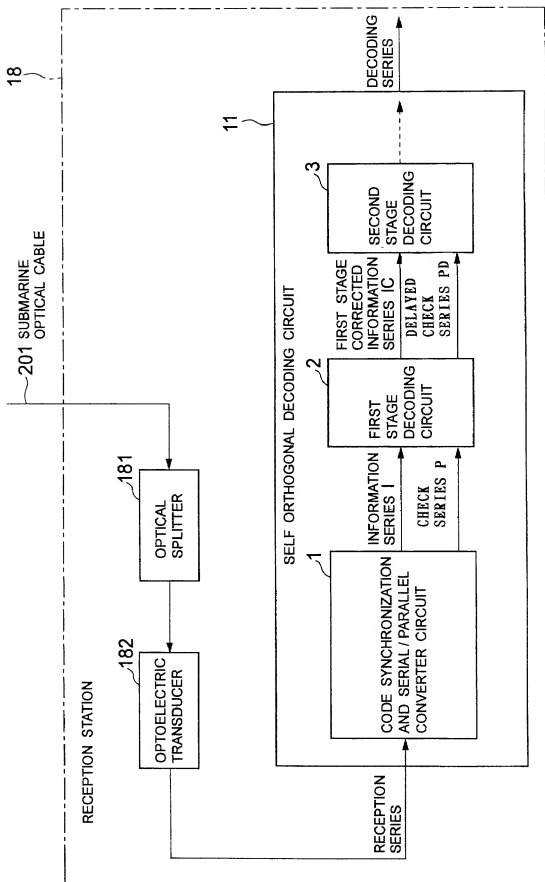 18
201 SUBMARINE
OPTICAL CABLE
RECEPTION STATION
181
OPTICAL
SPLITTER
182
OPTOELECTRIC
TRANSDUCER
11
SELF ORTHOGONAL DECODING CIRCUIT
RECEPTION
SERIES
1
CODE SYNCHRONIZATION
AND SERIAL/PARALLEL
CONVERTER CIRCUIT
INFORMATION
SERIES I
CHECK
SERIES P
2
FIRST STAGE
DECODING
CIRCUIT
FIRST STAGE
CORRECTED
INFORMATION
SERIES IC
DELAYED
CHECK
SERIES PD
3
SECOND
STAGE
DECODING
CIRCUIT
DECODING
SERIES